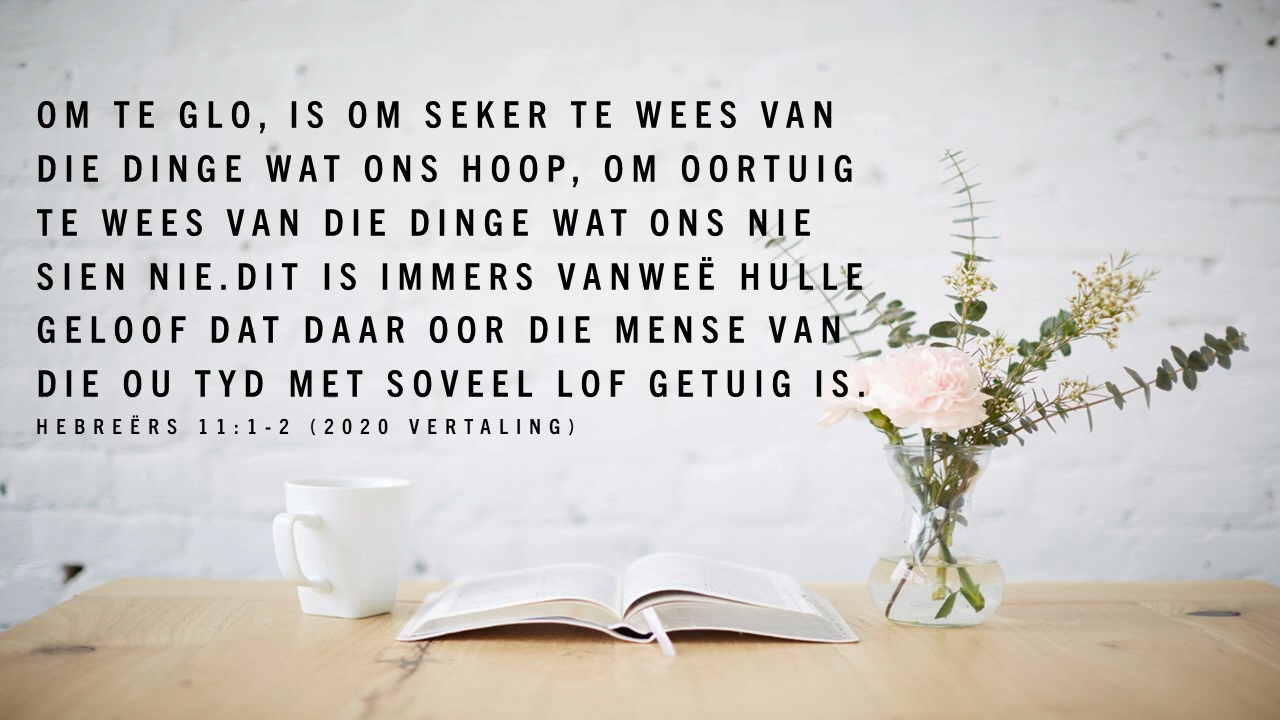 OM TE GLO, IS OM SEKER TE WEES VAN
DIE DINGE WAT ONS HOOP, OM OORTUIG
TE WEES VAN DIE DINGE WAT ONS NIE
SIEN NIE.DIT IS IMMERS VANWEË HULLE
GELOOF DAT DAAR OOR DIE MENSE VAN
DIE OU TYD MET SOVEEL LOF GETUIG IS.
HEBREËRS 11:1-2 (2020 VERTALING)